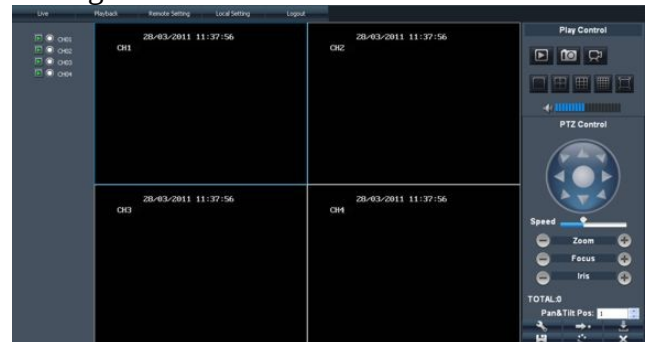 Live Playback Remote Setting Local Setting Logout
CH01
CH02
CH03
CH04
28/03/2011 11:37:56
CH1
28/03/2011 11:37:56
CH2
28/03/2011 11:37:56
CH3
28/03/2011 11:37:56
CH4
Play Control
PTZ Control
Speed
Zoom
Focus
Iris
TOTAL:0
Pan&Tilt Pos: 1